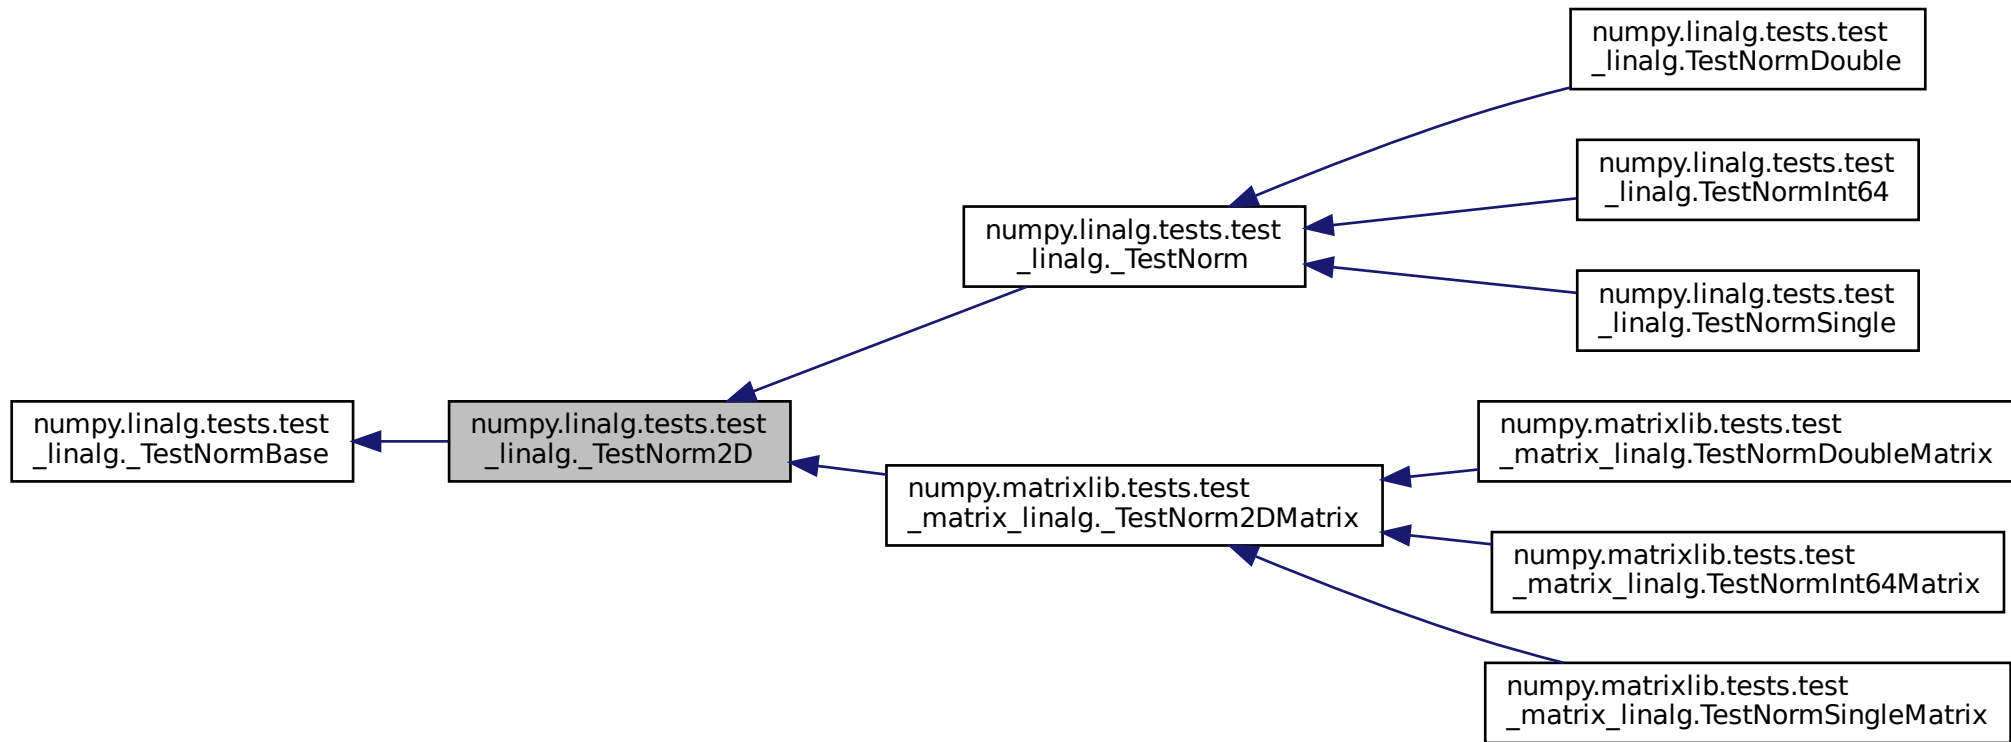 numpy.linalg.tests.test
_linalg.TestNormDouble
numpy.linalg.tests.test
_linalg.TestNormInt64
numpy.linalg.tests.test
_linalg._TestNorm
numpy.linalg.tests.test
_linalg.TestNormSingle
numpy.linalg.tests.test
_linalg._TestNormBase
numpy.linalg.tests.test
_linalg._TestNorm2D
numpy.matrixlib.tests.test
_matrix_linalg.TestNormDoubleMatrix
numpy.matrixlib.tests.test
_matrix_linalg._TestNorm2DMatrix
numpy.matrixlib.tests.test
_matrix_linalg.TestNormInt64Matrix
numpy.matrixlib.tests.test
_matrix_linalg.TestNormSingleMatrix